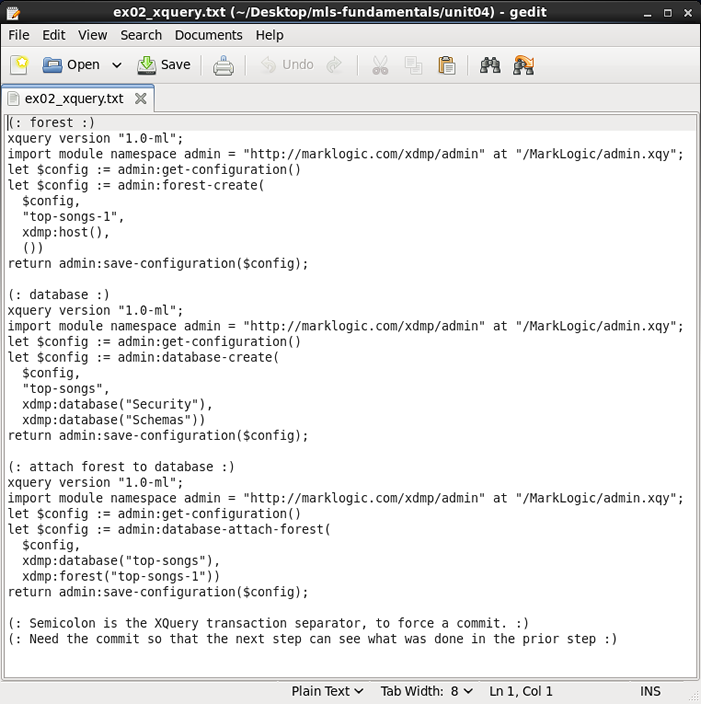 ex02_xquery.txt (~/Desktop/mls-fundamentals/unit04) - gedit
File Edit View Search Documents Help
Open Save Undo
ex02_xquery.txt
(: forest :)
xquery version "1.0-ml";
import module namespace admin = "http://marklogic.com/xdmp/admin" at "/MarkLogic/admin.xqy";
let $config := admin:get-configuration()
let $config := admin:forest-create(
  $config,
  "top-songs-1",
  xdmp:host(),
  ())
return admin:save-configuration($config);

(: database :)
xquery version "1.0-ml";
import module namespace admin = "http://marklogic.com/xdmp/admin" at "/MarkLogic/admin.xqy";
let $config := admin:get-configuration()
let $config := admin:database-create(
  $config,
  "top-songs",
  xdmp:database("Security"),
  xdmp:database("Schemas"))
return admin:save-configuration($config);

(: attach forest to database :)
xquery version "1.0-ml";
import module namespace admin = "http://marklogic.com/xdmp/admin" at "/MarkLogic/admin.xqy";
let $config := admin:get-configuration()
let $config := admin:database-attach-forest(
  $config,
  xdmp:database("top-songs"),
  xdmp:forest("top-songs-1"))
return admin:save-configuration($config);

(: Semicolon is the XQuery transaction separator, to force a commit. :)
(: Need the commit so that the next step can see what was done in the prior step :)
Plain Text Tab Width: 8 Ln 1, Col 1 INS